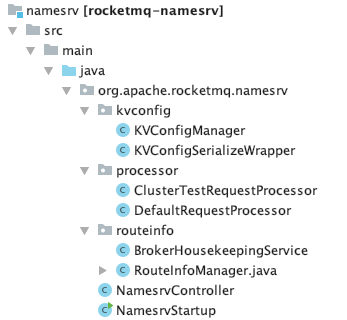 namesrv [rocketmq-namesrv]
src
main
java
org.apache.rocketmq.namesrv
kvconfig
KVConfigManager
KVConfigSerializeWrapper
processor
ClusterTestRequestProcessor
DefaultRequestProcessor
routeinfo
BrokerHousekeepingService
RouteInfoManager.java
NamesrvController
NamesrvStartup